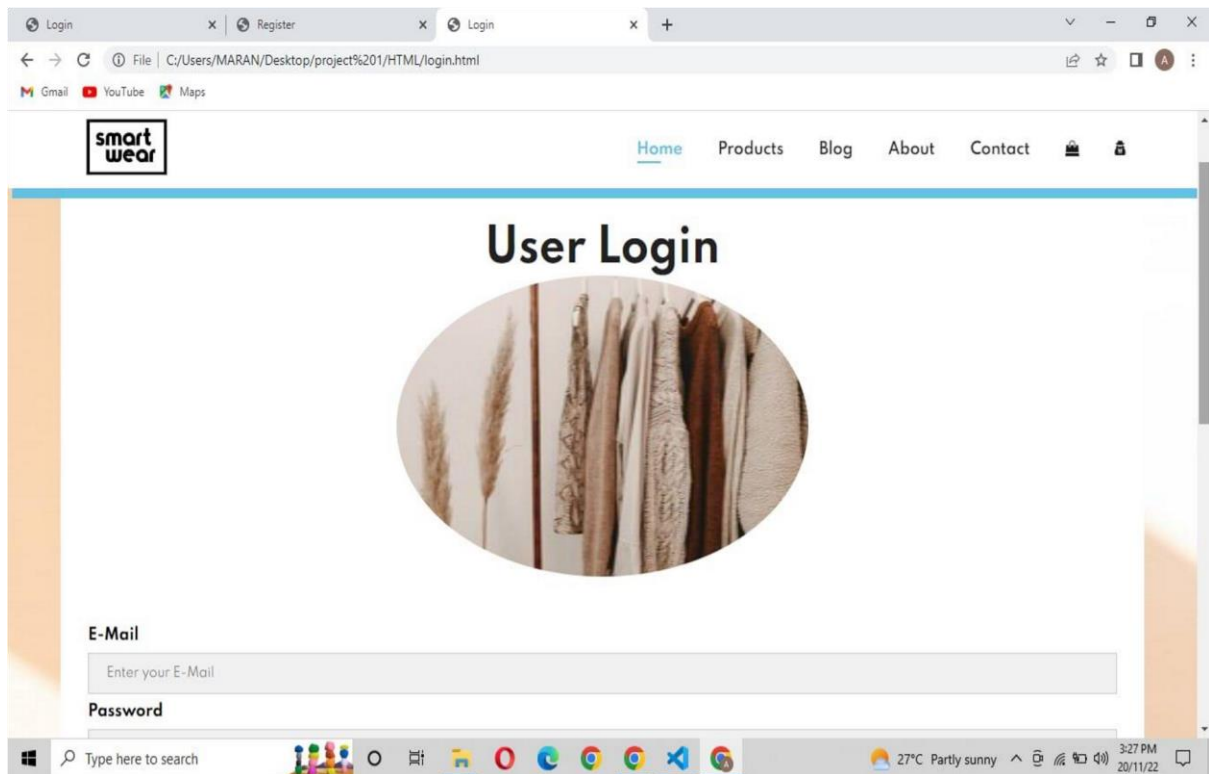 Login
Register
Login
File | C:/Users/MARAN/Desktop/project%201/HTML/login.html
A
Gmail YouTube Maps
smart
wear
Home Products Blog About Contact
User Login
E-Mail
Enter your E-Mail
Password
Type here to search
27°C Partly sunny
3:27 PM
20/11/22